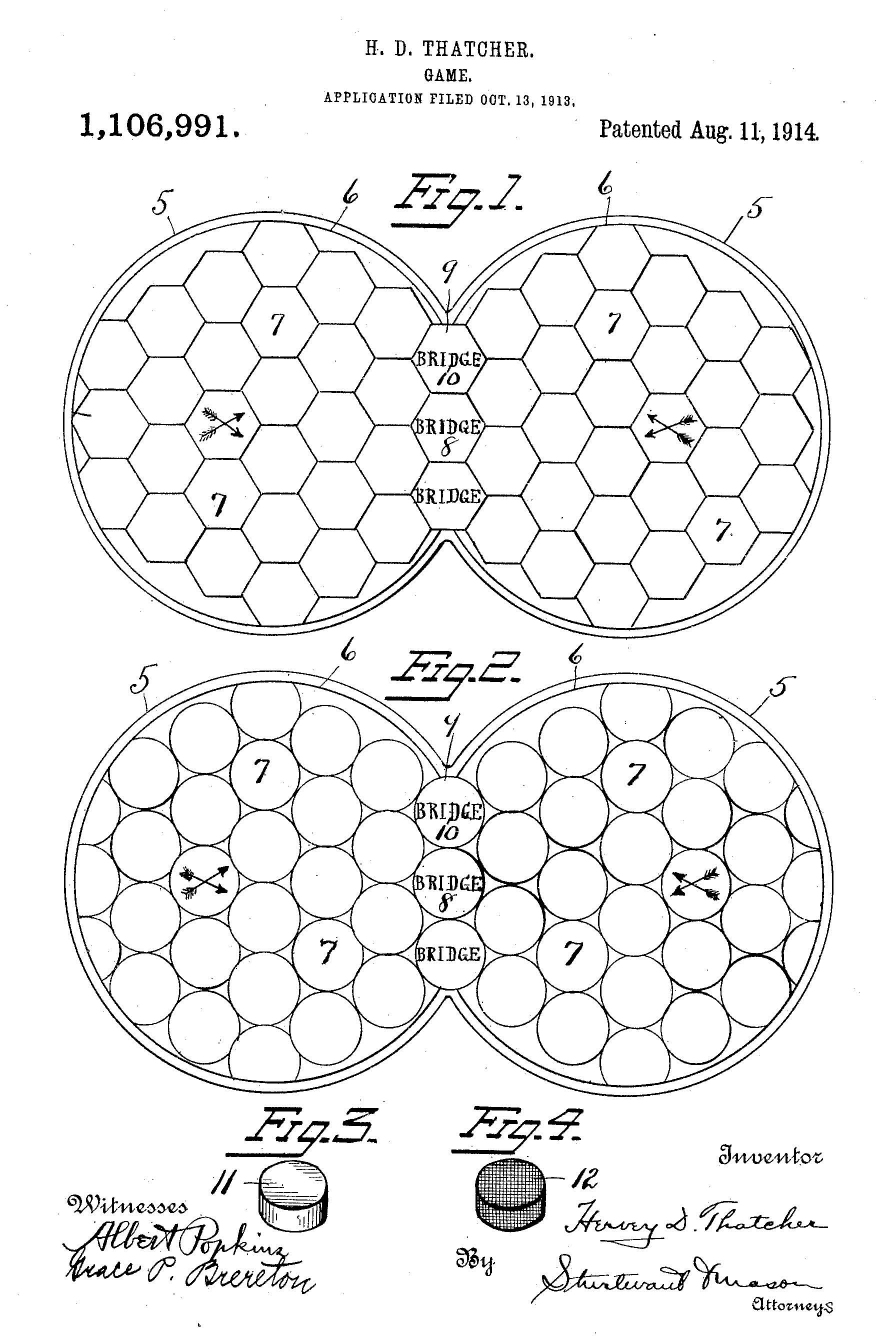 H. D. THATCHER.
GAME.
APPLICATION FILED OCT. 13, 1913.
1,106,991.
Patented Aug. 11, 1914.
Fig. 1.
5
6
6
5
9
7
7
BRIDGE
10
BRIDGE
8
BRIDGE
7
7
Fig. 2.
5
6
6
5
9
7
7
BRIDGE
10
BRIDGE
8
BRIDGE
7
7
Fig. 3.
Fig. 4.
11
12
Inventor
Witnesses
Hervey D. Thatcher
Albert Popkins
Grace P. Brereton
By
Sturtevant & Mason
Attorneys